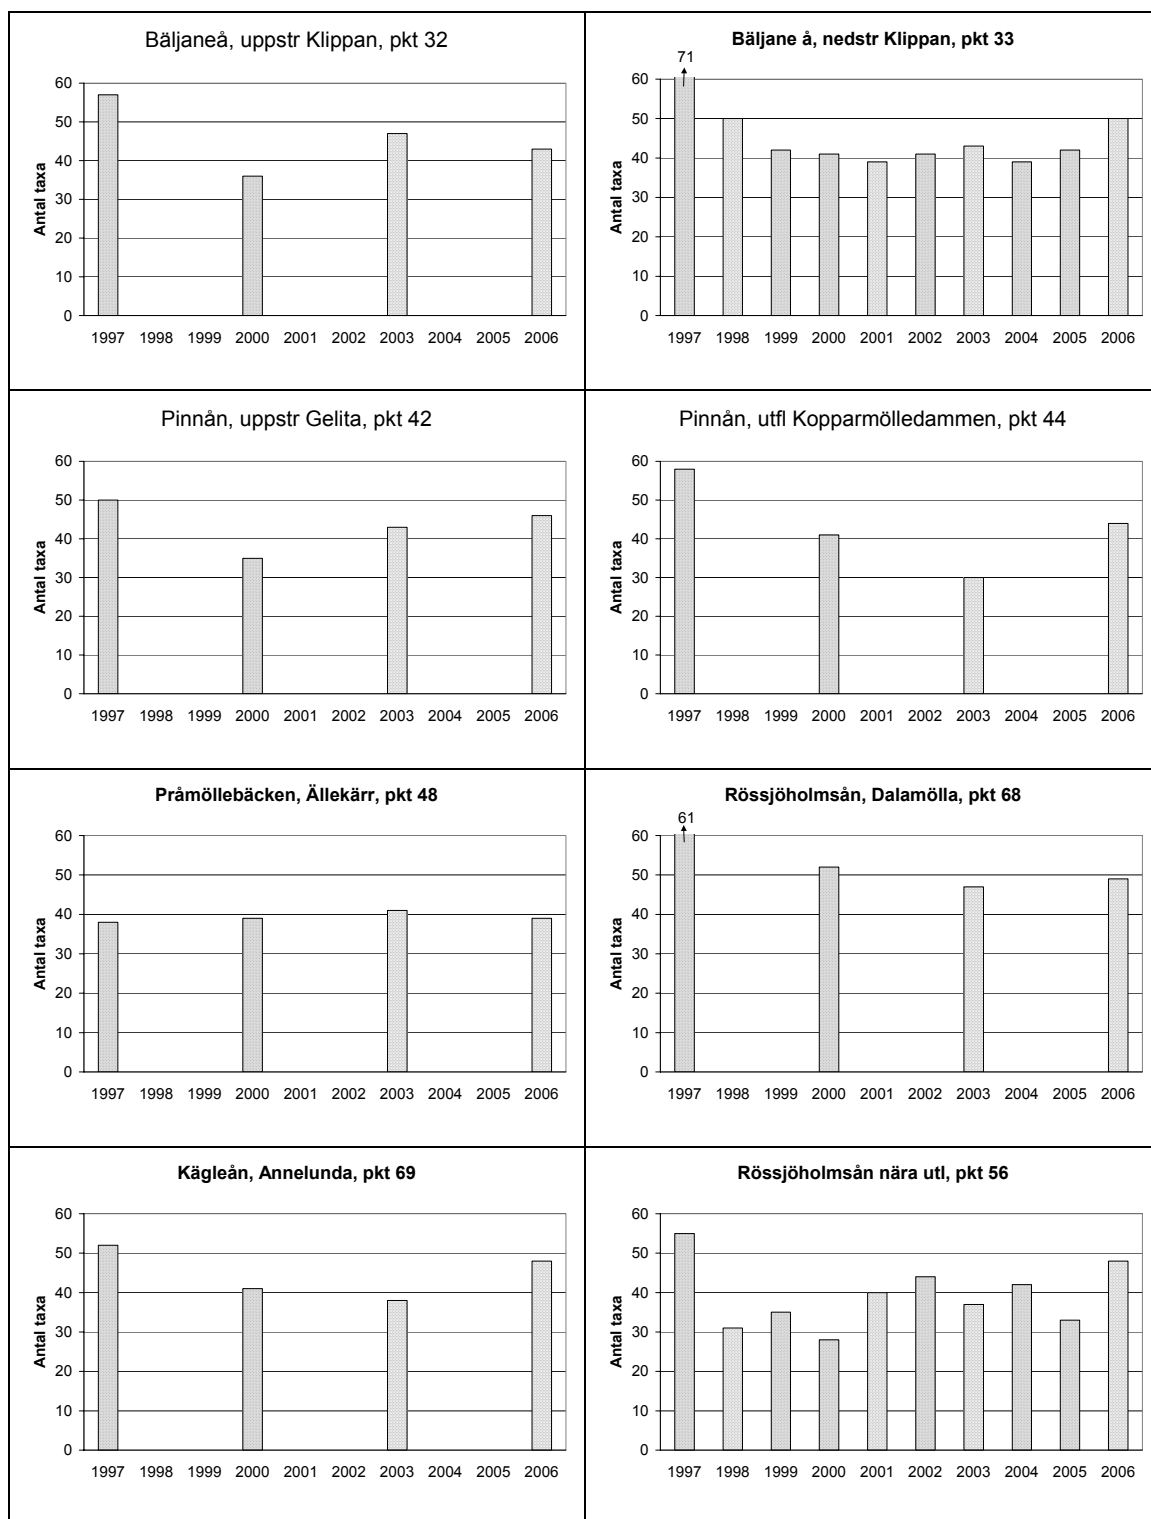 Bäljaneå, uppstr Klippan, pkt 32
Antal taxa
60
50
40
30
20
10
0
1997 1998 1999 2000 2001 2002 2003 2004 2005 2006
Bäljane å, nedstr Klippan, pkt 33
71
Antal taxa
60
50
40
30
20
10
0
1997 1998 1999 2000 2001 2002 2003 2004 2005 2006
Pinnån, uppstr Gelita, pkt 42
Antal taxa
60
50
40
30
20
10
0
1997 1998 1999 2000 2001 2002 2003 2004 2005 2006
Pinnån, utfl Kopparmölledammen, pkt 44
Antal taxa
60
50
40
30
20
10
0
1997 1998 1999 2000 2001 2002 2003 2004 2005 2006
Pråmöllebäcken, Ällekärr, pkt 48
Antal taxa
60
50
40
30
20
10
0
1997 1998 1999 2000 2001 2002 2003 2004 2005 2006
Rössjöholmsån, Dalamölla, pkt 68
61
Antal taxa
60
50
40
30
20
10
0
1997 1998 1999 2000 2001 2002 2003 2004 2005 2006
Kägleån, Annelunda, pkt 69
Antal taxa
60
50
40
30
20
10
0
1997 1998 1999 2000 2001 2002 2003 2004 2005 2006
Rössjöholmsån nära utl, pkt 56
Antal taxa
60
50
40
30
20
10
0
1997 1998 1999 2000 2001 2002 2003 2004 2005 2006